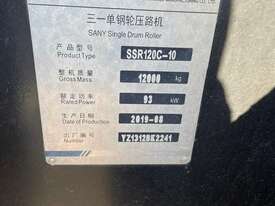 三一单钢轮压路机
SANY Single Drum Roller
产品型号 SSR120C-10
Product Type
整机质量 12000 kg
Gross Mass
额定功率 93 kW
Rated Power
生产日期 2019-08
Date of Production
出厂编号